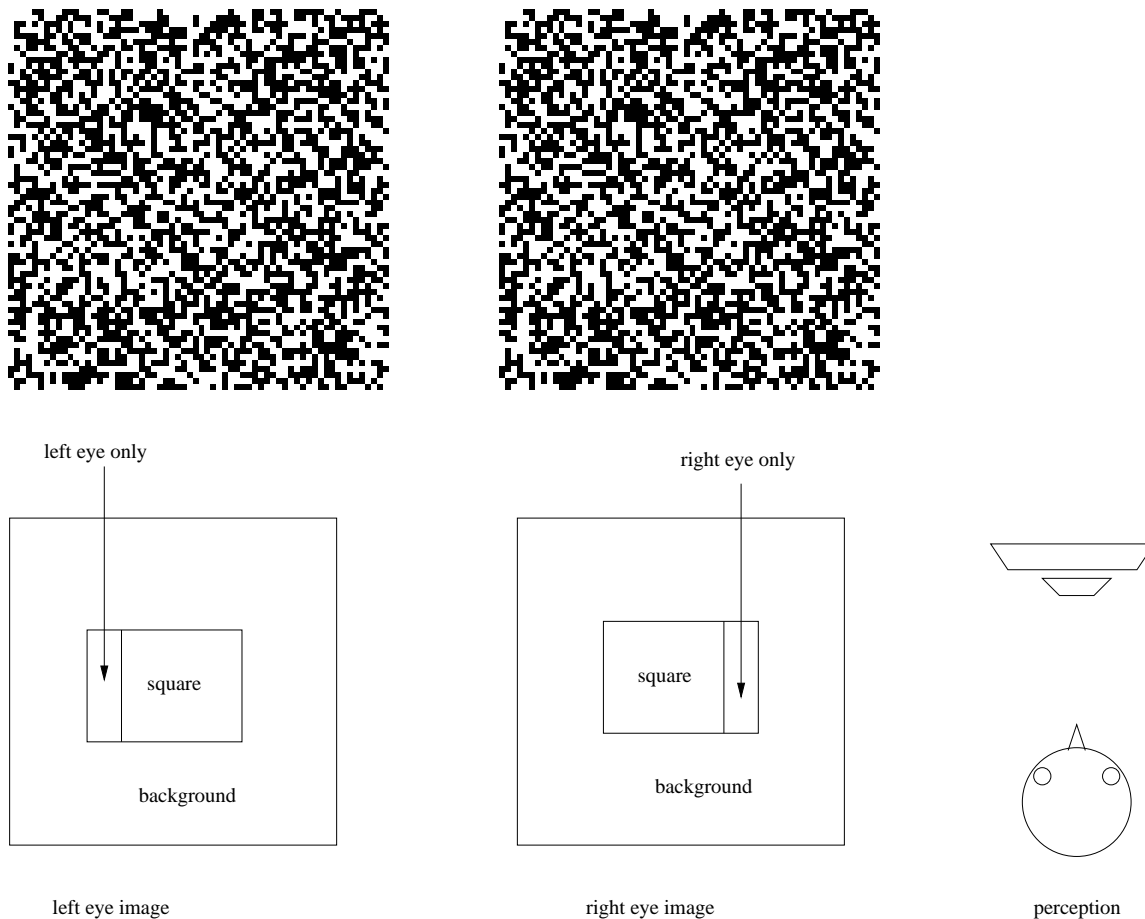 left eye only
right eye only
square
square
background
background
left eye image
right eye image
perception